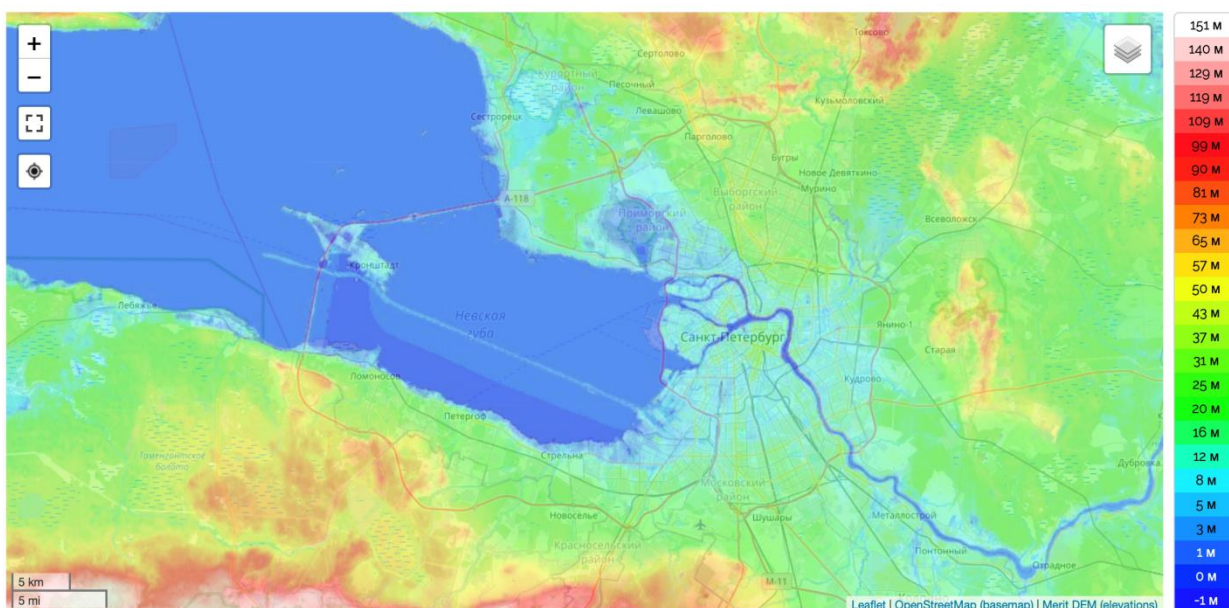 +
−
Токсово
Сертолово
Курортный
район
Песочный
Кузьмоловский
Левашово
Сестрорецк
Парголово
Бугры
Новое Девяткино
Мурино
А-118
Выборгский
район
Приморский
район
Всеволожск
Кронштадт
Лебяжье
Невская
губа
Санкт-Петербург
Янино-1
Старая
Кудрово
Ломоносов
Петергоф
Стрельна
Дубровка
Московский
район
Металлострой
Новоселье
Шушары
Понтонный
Красносельский
район
Отрадное
М-11
5 km
5 mi
Leaflet | OpenStreetMap (basemap) | Merit DEM (elevations)
151 м
140 м
129 м
119 м
109 м
99 м
90 м
81 м
73 м
65 м
57 м
50 м
43 м
37 м
31 м
25 м
20 м
16 м
12 м
8 м
5 м
3 м
1 м
0 м
-1 м